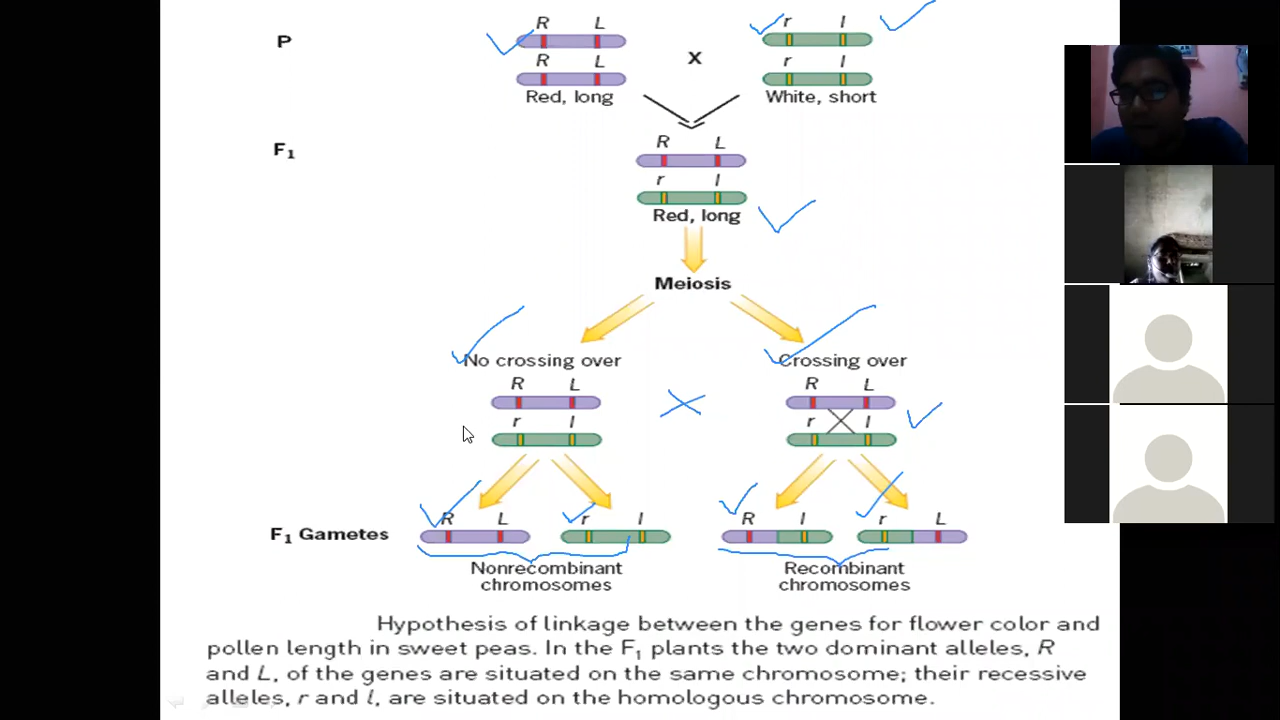 R L r l
P
R L X r l
Red, long White, short
R L
F1
r l
Red, long
Meiosis
No crossing over Crossing over
R L R L
r l r l
R L r l R l r L
F1 Gametes
Nonrecombinant Recombinant
chromosomes chromosomes
Hypothesis of linkage between the genes for flower color and
pollen length in sweet peas. In the F1 plants the two dominant alleles, R
and L, of the genes are situated on the same chromosome; their recessive
alleles, r and l, are situated on the homologous chromosome.